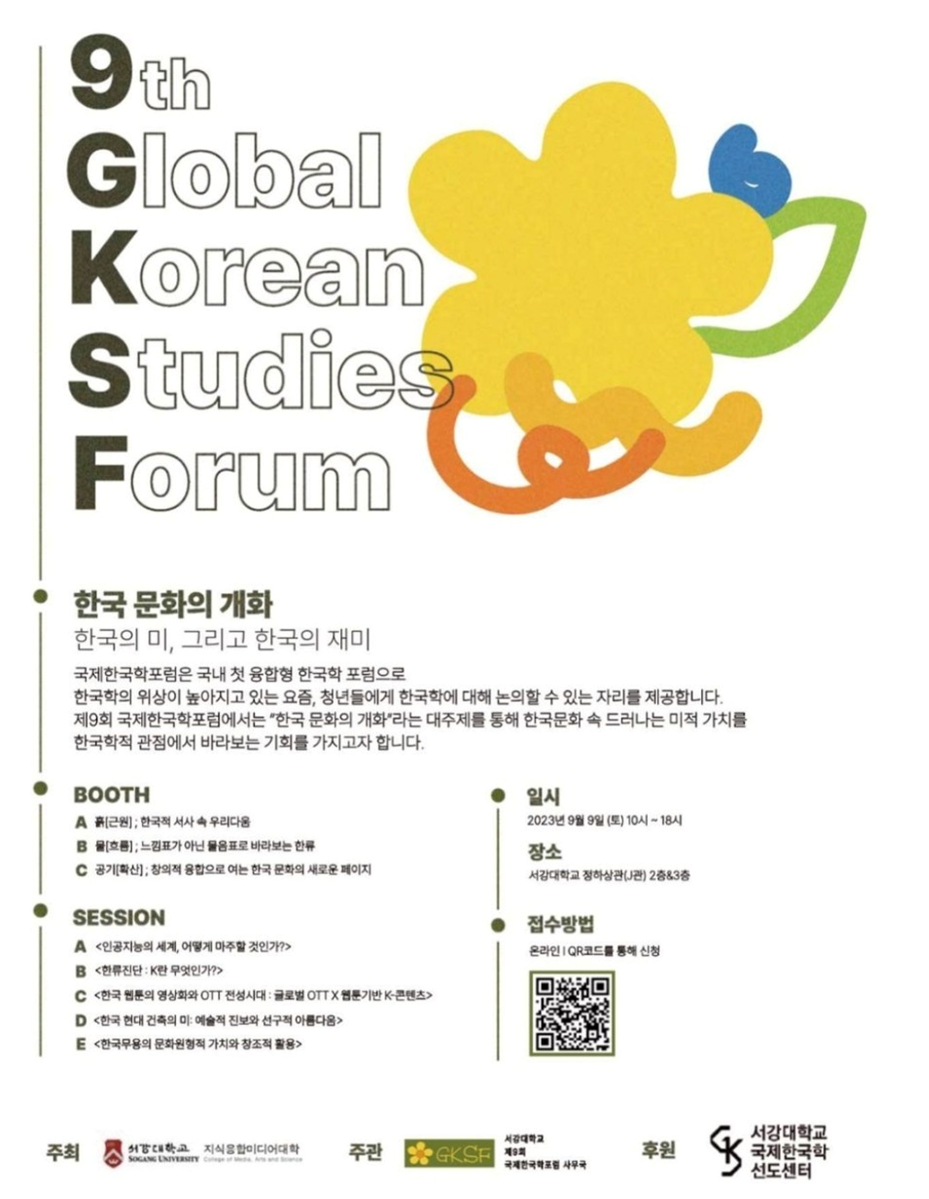 9th
Global
Korean
Studies
Forum
한국 문화의 개화
한국의 미, 그리고 한국의 재미
국제한국학포럼은 국내 첫 융합형 한국학 포럼으로
한국학의 위상이 높아지고 있는 요즘, 청년들에게 한국학에 대해 논의할 수 있는 자리를 제공합니다.
제9회 국제한국학포럼에서는 "한국 문화의 개화"라는 대주제를 통해 한국문화 속 드러나는 미적 가치를
한국학적 관점에서 바라보는 기회를 가지고자 합니다.
BOOTH
A 흙[근원] ; 한국적 서사 속 우리다움
B 물[흐름] ; 느낌표가 아닌 물음표로 바라보는 한류
C 공기[확산] ; 창의적 융합으로 여는 한국 문화의 새로운 페이지
SESSION
A <인공지능의 세계, 어떻게 마주할 것인가?>
B <한류진단 : K란 무엇인가?>
C <한국 웹툰의 영상화와 OTT 전성시대 : 글로벌 OTT X 웹툰기반 K-콘텐츠>
D <한국 현대 건축의 미: 예술적 진보와 선구적 아름다움>
E <한국무용의 문화원형적 가치와 창조적 활용>
일시
2023년 9월 9일 (토) 10시 ~ 18시
장소
서강대학교 정하상관(J관) 2층&3층
접수방법
온라인 I QR코드를 통해 신청
주최
서강대학교
SOGANG UNIVERSITY
지식융합미디어대학
College of Media, Arts and Science
주관
GKSF
서강대학교
제9회
국제한국학포럼 사무국
후원
GK
서강대학교
국제한국학
선도센터